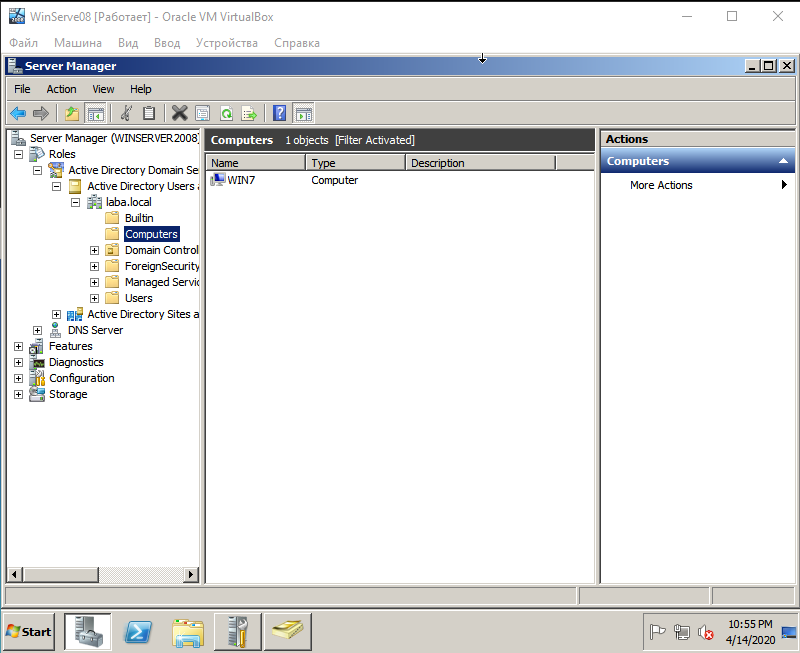 WinServe08 [Работает] - Oracle VM VirtualBox
Файл Машина Вид Ввод Устройства Справка
Server Manager
File Action View Help
Server Manager (WINSERVER2008)
Roles
Active Directory Domain Se
Active Directory Users a
laba.local
Builtin
Computers
Domain Control
ForeignSecurity
Managed Servic
Users
Active Directory Sites a
DNS Server
Features
Diagnostics
Configuration
Storage
Computers 1 objects [Filter Activated]
Name Type Description
WIN7 Computer
Actions
Computers
More Actions
Start
10:55 PM
4/14/2020